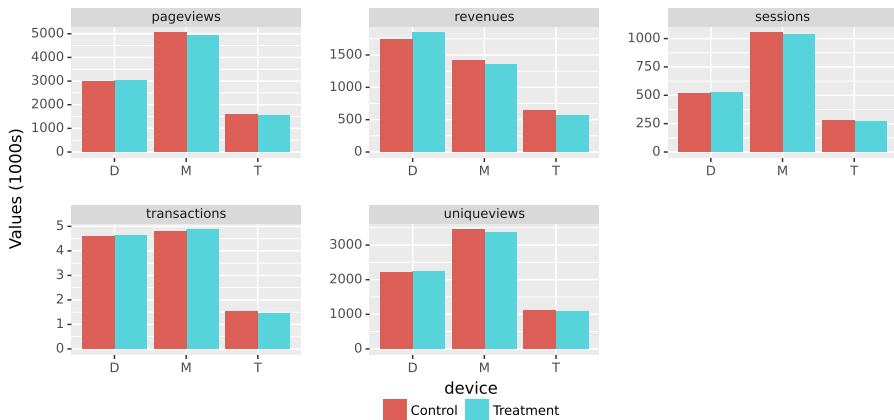 pageviews
5000
4000
3000
2000
1000
0
D M T
revenues
1500
1000
500
0
D M T
sessions
1000
750
500
250
0
D M T
Values (1000s)
transactions
5
4
3
2
1
0
D M T
uniqueviews
3000
2000
1000
0
D M T
device
Control Treatment